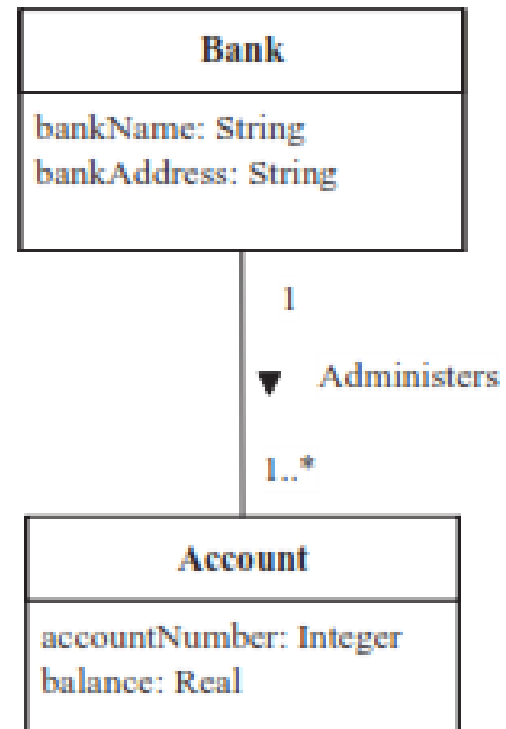 Bank
bankName: String
bankAddress: String
1
Administers
1..*
Account
accountNumber: Integer
balance: Real